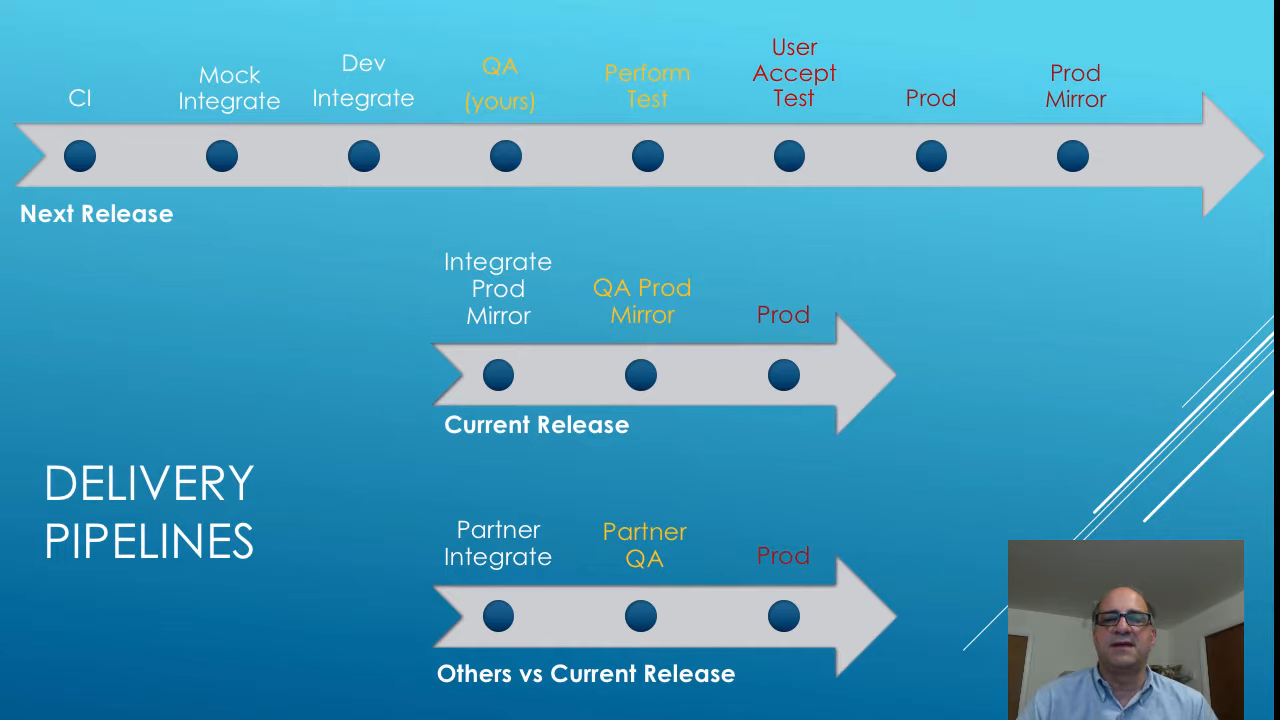 CI
Mock
Integrate
Dev
Integrate
QA
(yours)
Perform
Test
User
Accept
Test
Prod
Prod
Mirror
Next Release
Integrate
Prod
Mirror
QA Prod
Mirror
Prod
Current Release
DELIVERY
PIPELINES
Partner
Integrate
Partner
QA
Prod
Others vs Current Release